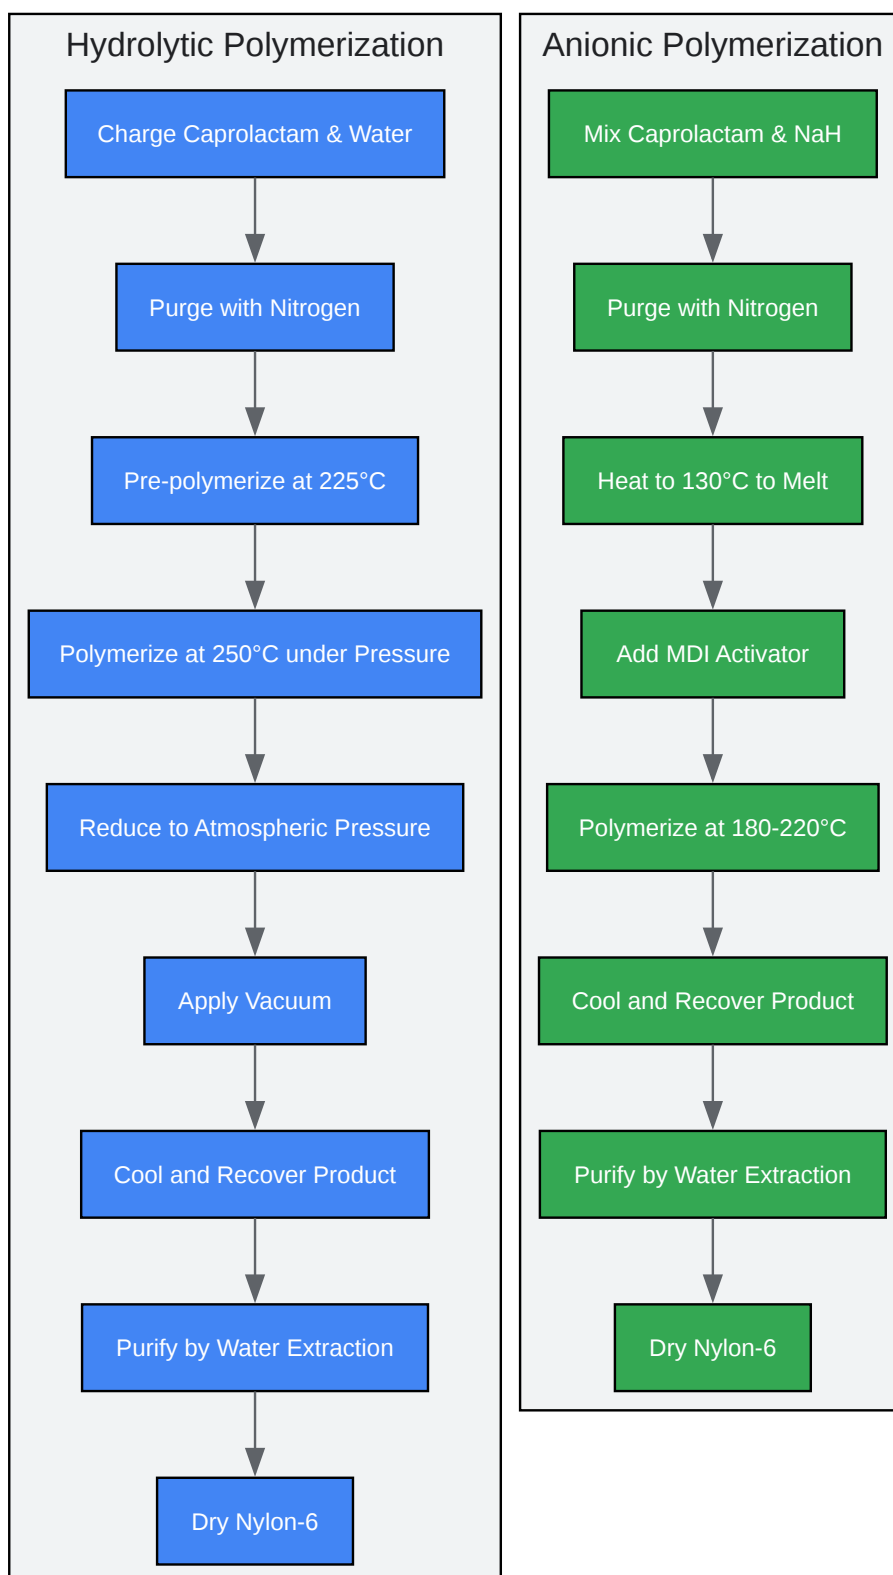 Hydrolytic Polymerization
Charge Caprolactam & Water
Purge with Nitrogen
Pre-polymerize at 225°C
Polymerize at 250°C under Pressure
Reduce to Atmospheric Pressure
Apply Vacuum
Cool and Recover Product
Purify by Water Extraction
Dry Nylon-6
Anionic Polymerization
Mix Caprolactam & NaH
Purge with Nitrogen
Heat to 130°C to Melt
Add MDI Activator
Polymerize at 180-220°C
Cool and Recover Product
Purify by Water Extraction
Dry Nylon-6